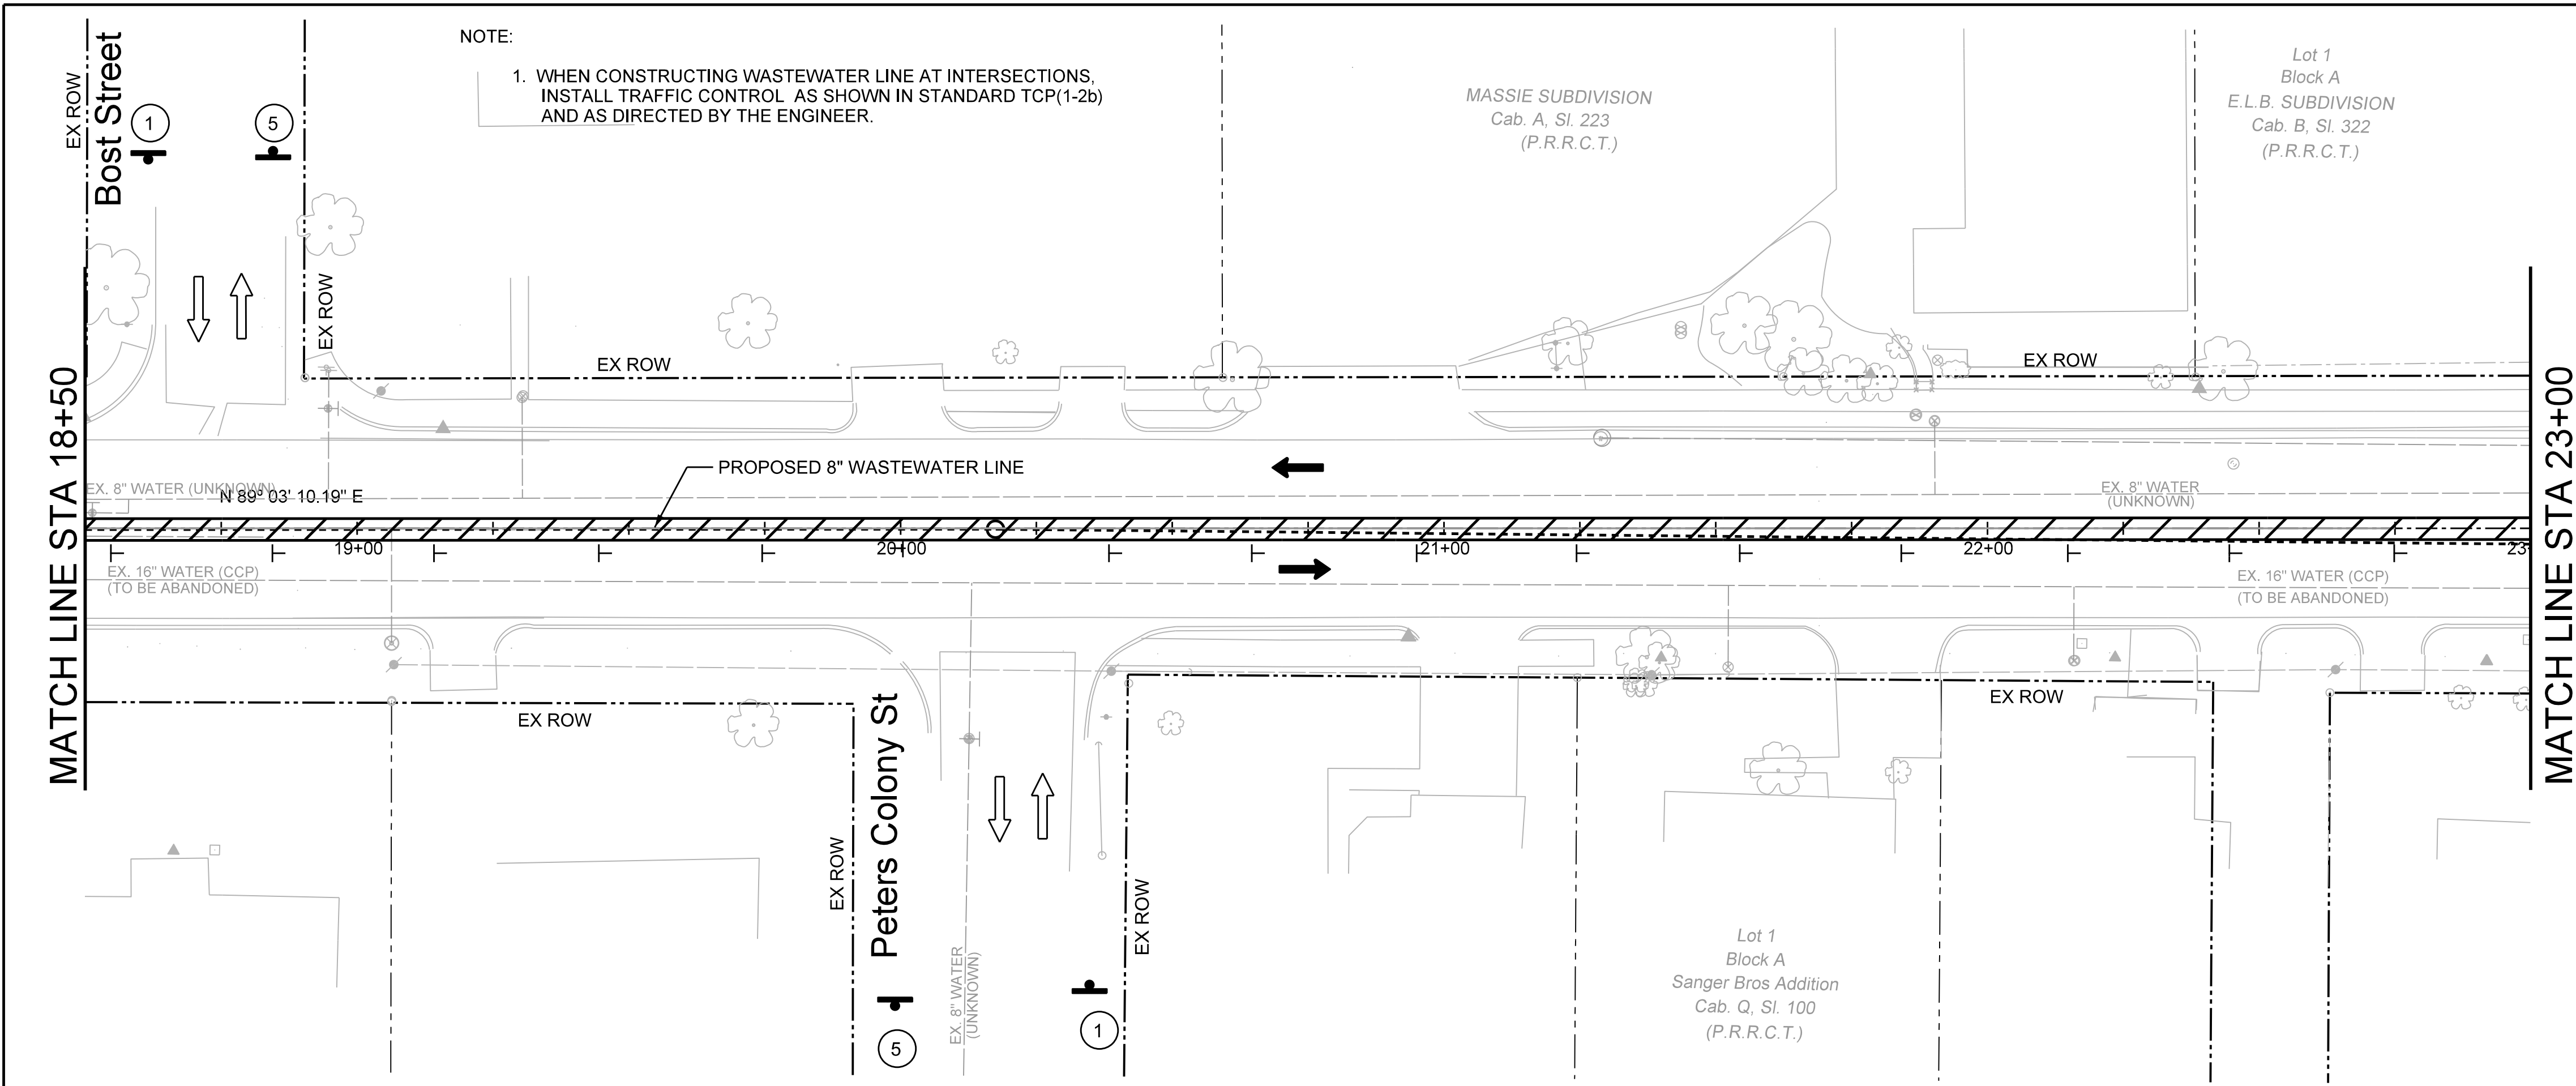 NOTE:
1. WHEN CONSTRUCTING WASTEWATER LINE AT INTERSECTIONS,
INSTALL TRAFFIC CONTROL AS SHOWN IN STANDARD TCP(1-2b)
AND AS DIRECTED BY THE ENGINEER.
EX ROW
Bost Street
1
5
EX ROW
MASSIE SUBDIVISION
Cab. A, Sl. 223
(P.R.R.C.T.)
Lot 1
Block A
E.L.B. SUBDIVISION
Cab. B, Sl. 322
(P.R.R.C.T.)
EX ROW
EX ROW
MATCH LINE STA 18+50
MATCH LINE STA 23+00
PROPOSED 8" WASTEWATER LINE
EX. 8" WATER (UNKNOWN)
N 89° 03' 10.19" E
EX. 8" WATER
(UNKNOWN)
19+00
20+00
21+00
22+00
23+
EX. 16" WATER (CCP)
(TO BE ABANDONED)
EX. 16" WATER (CCP)
(TO BE ABANDONED)
EX ROW
EX ROW
Peters Colony St
EX ROW
EX ROW
EX. 8" WATER
(UNKNOWN)
5
1
Lot 1
Block A
Sanger Bros Addition
Cab. Q, Sl. 100
(P.R.R.C.T.)